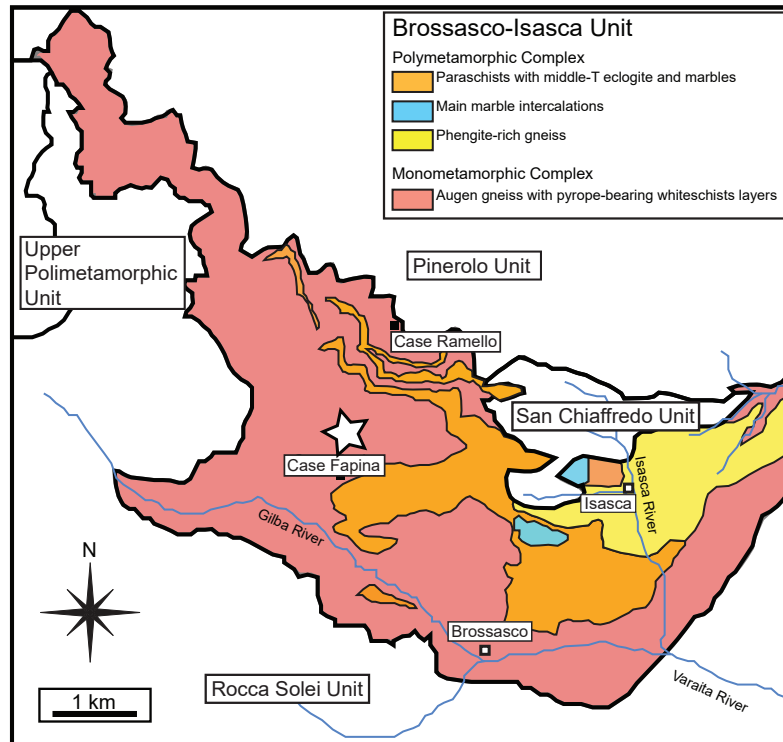 Brossasco-Isasca Unit
Polymetamorphic Complex
Paraschists with middle-T eclogite and marbles
Main marble intercalations
Phengite-rich gneiss
Monometamorphic Complex
Augen gneiss with pyrope-bearing whiteschists layers
Upper
Polimetamorphic
Unit
Pinerolo Unit
Case Ramello
San Chiaffredo Unit
Case Fapina
Isasca
Isasca River
Gilba River
N
Brossasco
Rocca Solei Unit
Varaita River
1 km